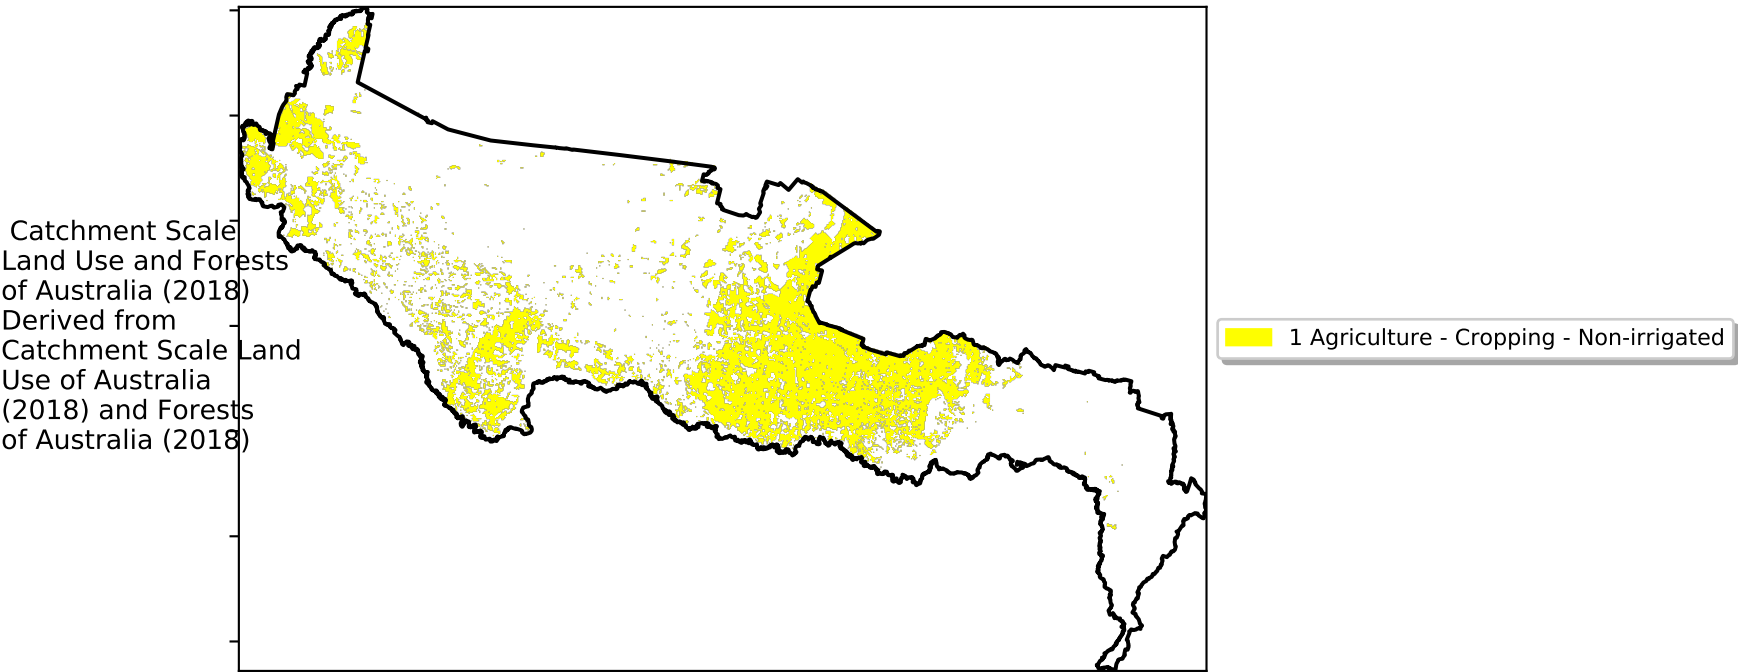 Catchment Scale
Land Use and Forests
of Australia (2018)
Derived from
Catchment Scale Land
Use of Australia
(2018) and Forests
of Australia (2018)
1 Agriculture - Cropping - Non-irrigated